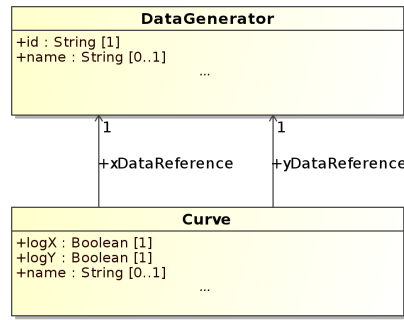 DataGenerator
+id : String [1]
+name : String [0..1]
...
1
1
+xDataReference
+yDataReference
Curve
+logX : Boolean [1]
+logY : Boolean [1]
+name : String [0..1]
...